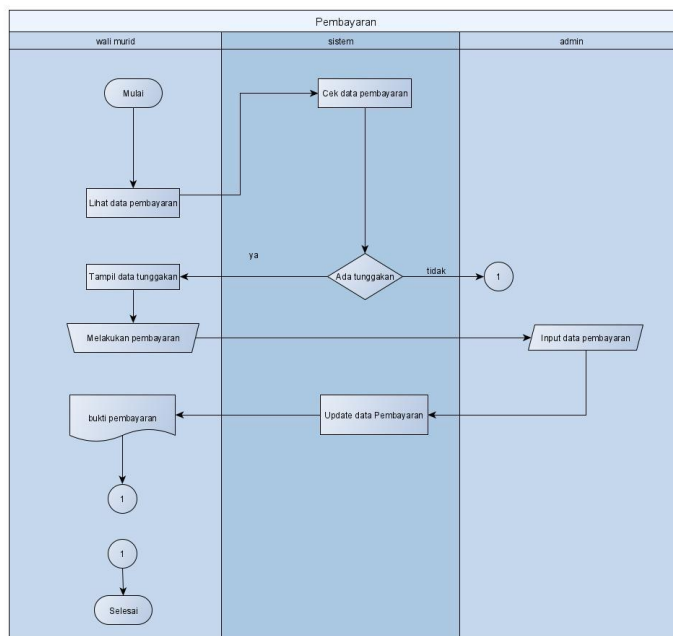 Pembayaran
wali murid
sistem
admin
Mulai
Cek data pembayaran
Lihat data pembayaran
ya
Tampil data tunggakan
Ada tunggakan
tidak
1
Melakukan pembayaran
Input data pembayaran
bukti pembayaran
Update data Pembayaran
1
1
Selesai